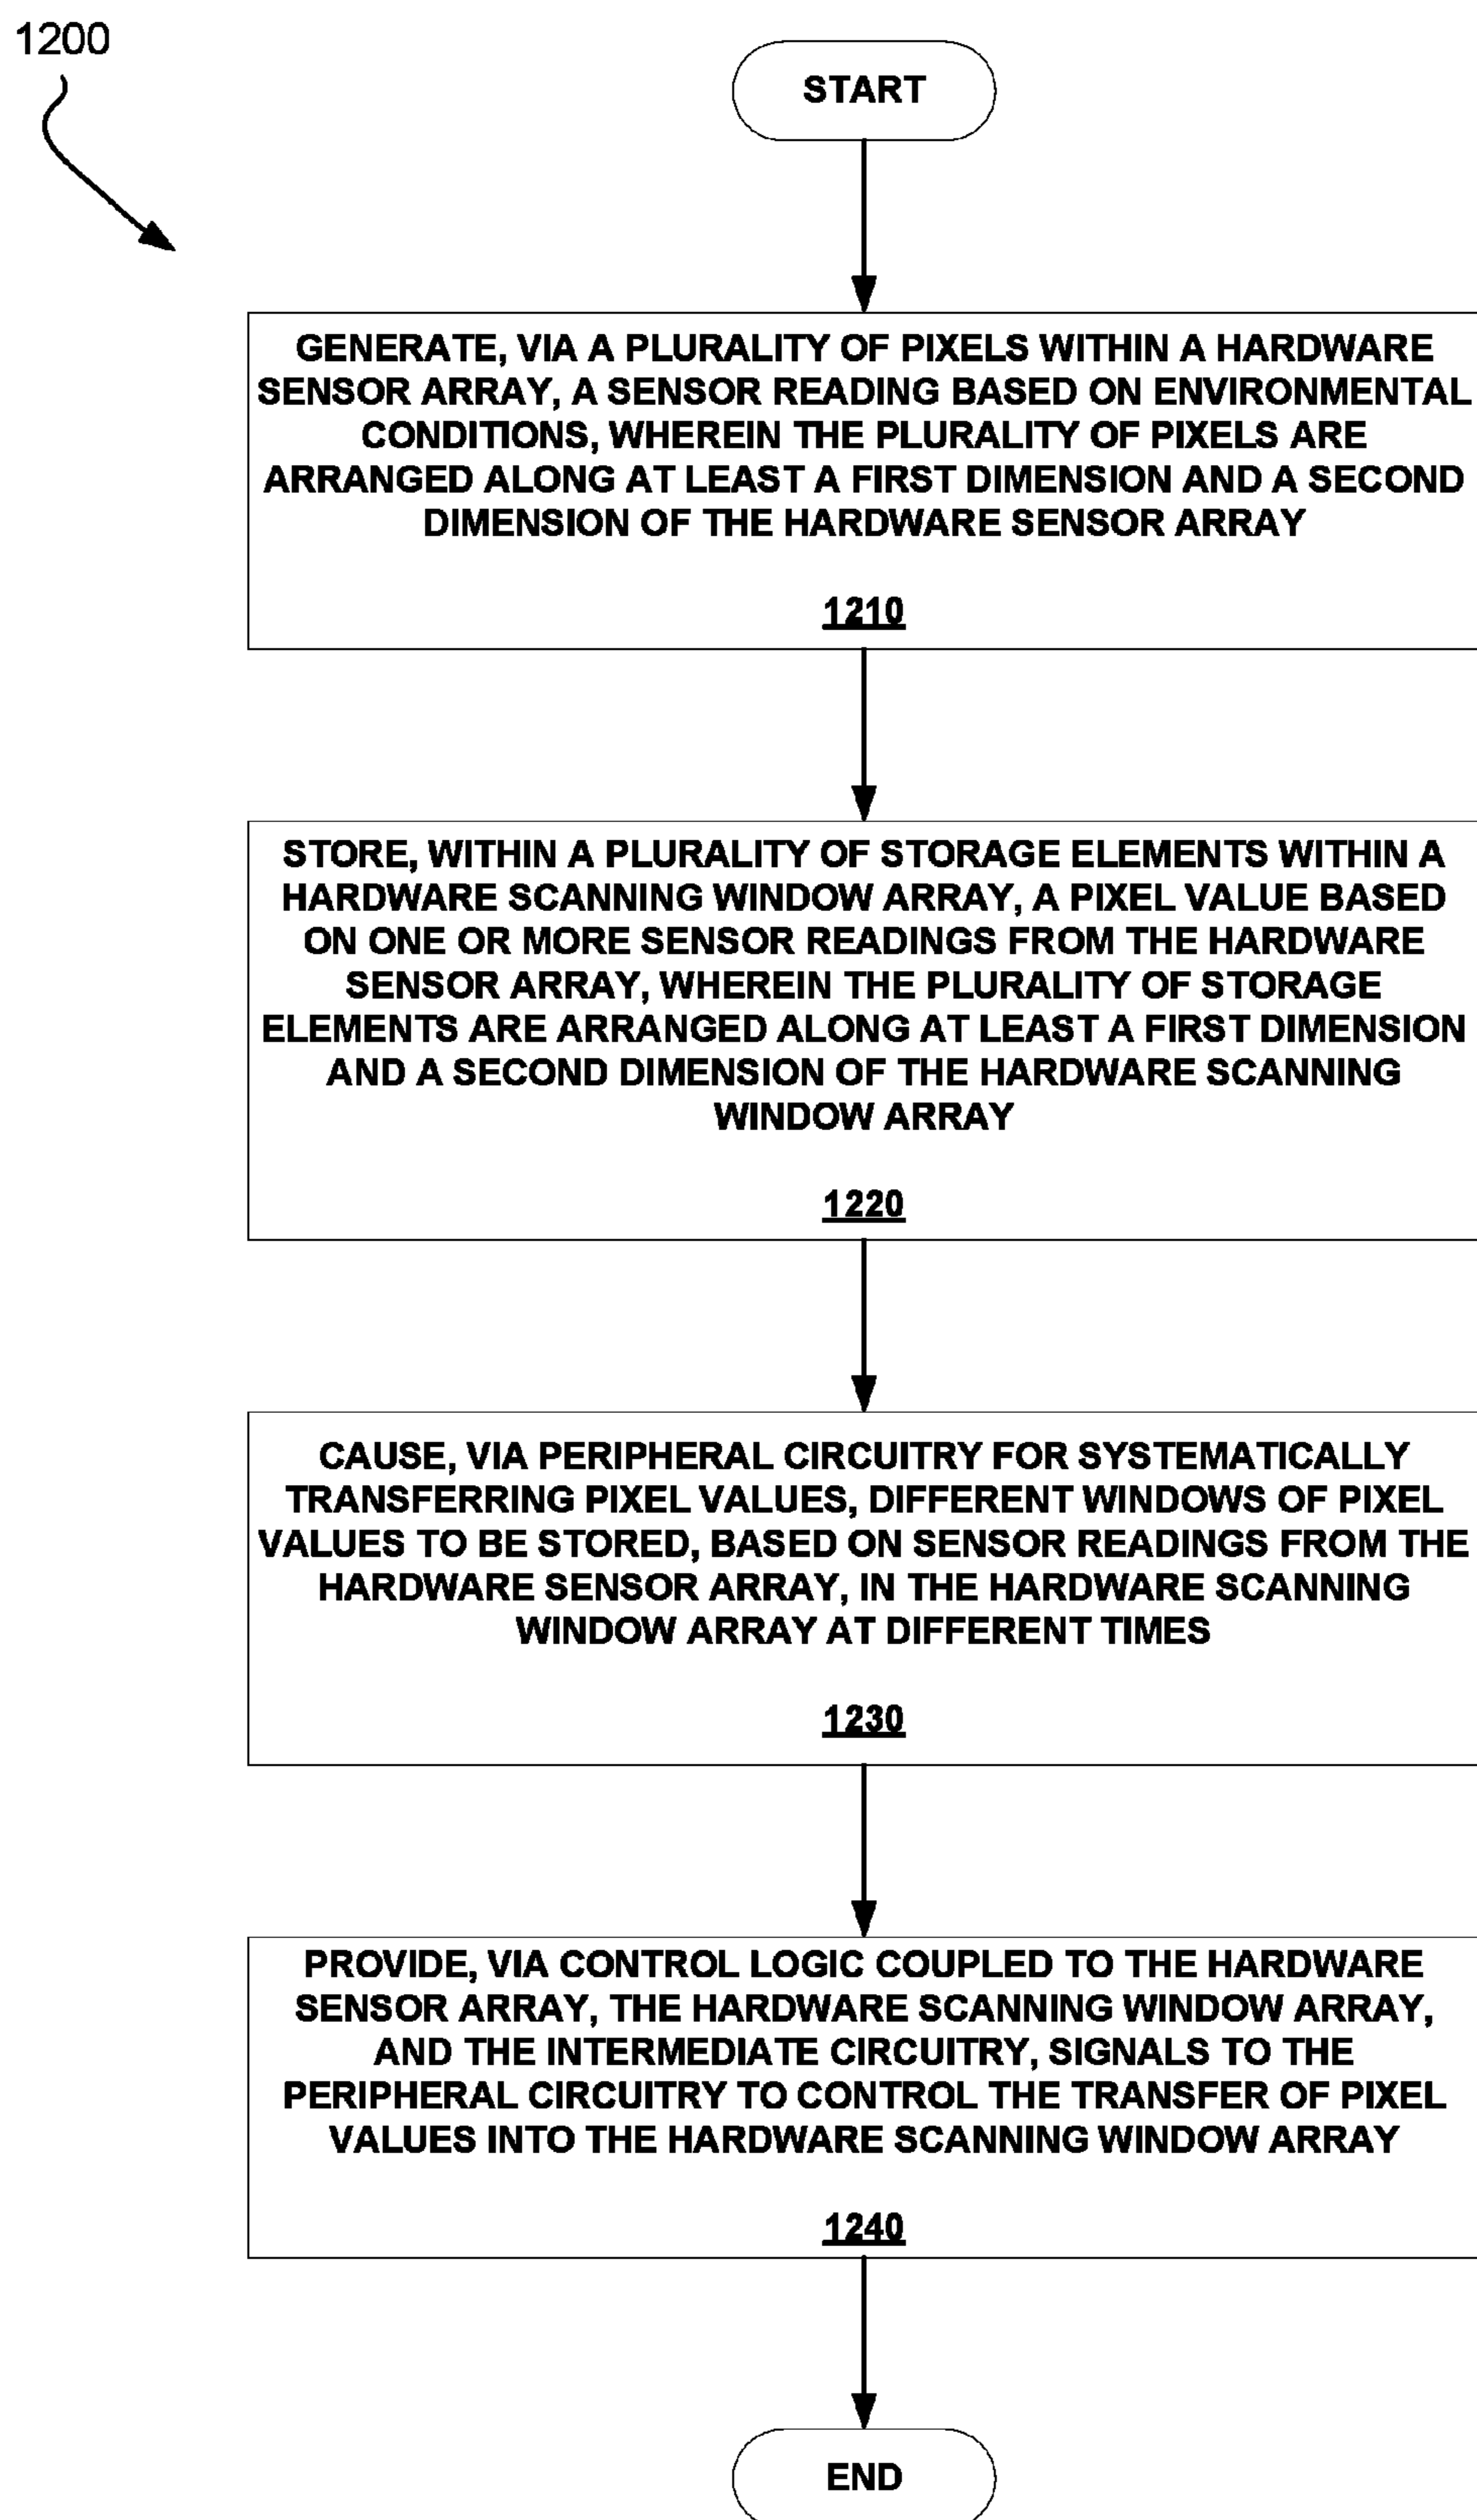 1200
START
GENERATE, VIA A PLURALITY OF PIXELS WITHIN A HARDWARE
SENSOR ARRAY, A SENSOR READING BASED ON ENVIRONMENTAL
CONDITIONS, WHEREIN THE PLURALITY OF PIXELS ARE
ARRANGED ALONG AT LEAST A FIRST DIMENSION AND A SECOND
DIMENSION OF THE HARDWARE SENSOR ARRAY
1210
STORE, WITHIN A PLURALITY OF STORAGE ELEMENTS WITHIN A
HARDWARE SCANNING WINDOW ARRAY, A PIXEL VALUE BASED
ON ONE OR MORE SENSOR READINGS FROM THE HARDWARE
SENSOR ARRAY, WHEREIN THE PLURALITY OF STORAGE
ELEMENTS ARE ARRANGED ALONG AT LEAST A FIRST DIMENSION
AND A SECOND DIMENSION OF THE HARDWARE SCANNING
WINDOW ARRAY
1220
CAUSE, VIA PERIPHERAL CIRCUITRY FOR SYSTEMATICALLY
TRANSFERRING PIXEL VALUES, DIFFERENT WINDOWS OF PIXEL
VALUES TO BE STORED, BASED ON SENSOR READINGS FROM THE
HARDWARE SENSOR ARRAY, IN THE HARDWARE SCANNING
WINDOW ARRAY AT DIFFERENT TIMES
1230
PROVIDE, VIA CONTROL LOGIC COUPLED TO THE HARDWARE
SENSOR ARRAY, THE HARDWARE SCANNING WINDOW ARRAY,
AND THE INTERMEDIATE CIRCUITRY, SIGNALS TO THE
PERIPHERAL CIRCUITRY TO CONTROL THE TRANSFER OF PIXEL
VALUES INTO THE HARDWARE SCANNING WINDOW ARRAY
1240
END